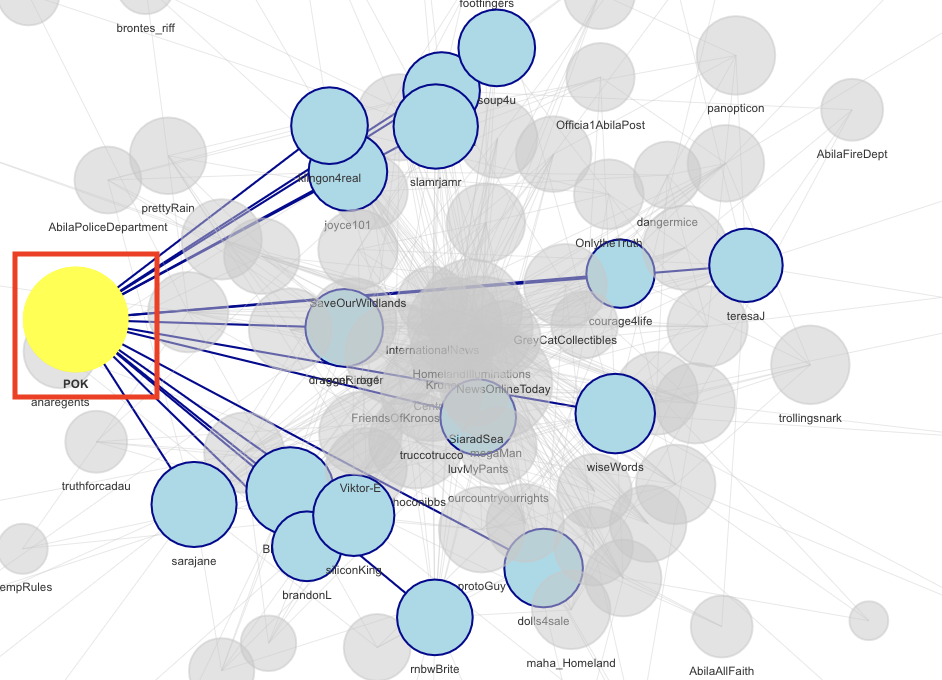 footfingers
brontes_riff
soup4u
panopticon
Officia1AbilaPost
AbilaFireDept
klingon4real
slamrjamr
prettyRain
AbilaPoliceDepartment
joyce101
dangermice
OnlytheTruth
SaveOurWildlands
teresaJ
courage4life
GreyCatCollectibles
InternationalNews
HomelandIlluminations
POK
NewsOnlineToday
anaregents
FriendsOfKronos
trollingsnark
SiaradSea
megaMan
truccotrucco
luvMyPants
wiseWords
truthforcadau
Viktor-E
hoconibbs
ourcountryourrights
sarajane
siliconKing
empRules
protoGuy
brandonL
dolls4sale
maha_Homeland
rnbwBrite
AbilaAllFaith